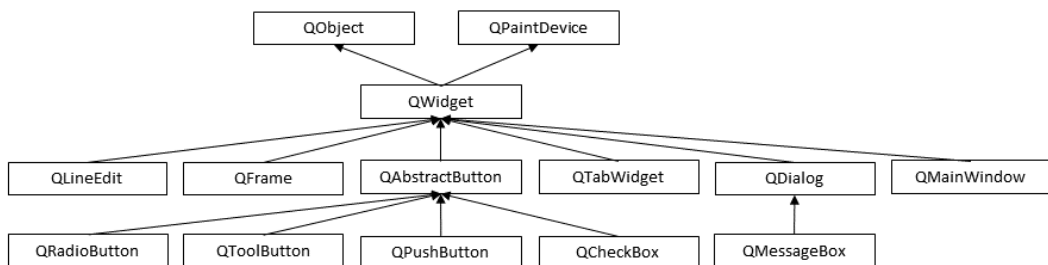 QObject QPaintDevice
QWidget
QLineEdit QFrame QAbstractButton QTabWidget QDialog QMainWindow
QRadioButton QToolButton QPushButton QCheckBox QMessageBox